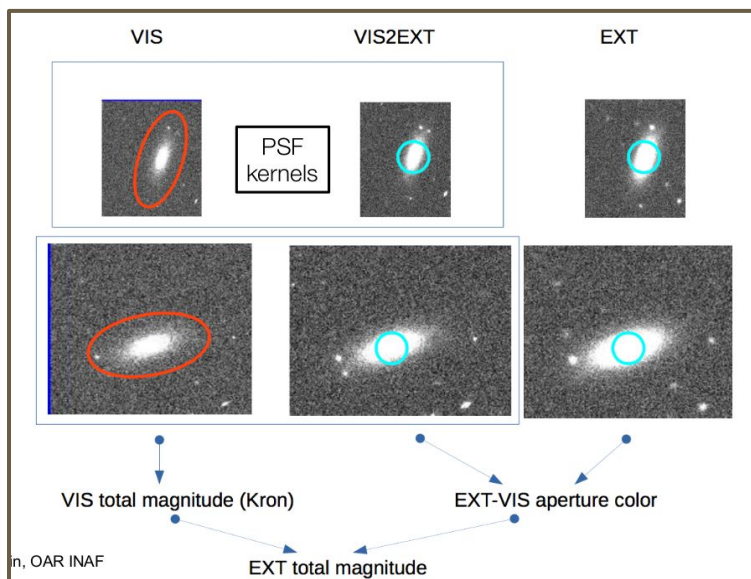 VIS VIS2EXT EXT
PSF
kernels
VIS total magnitude (Kron) EXT-VIS aperture color
in, OAR INAF
EXT total magnitude